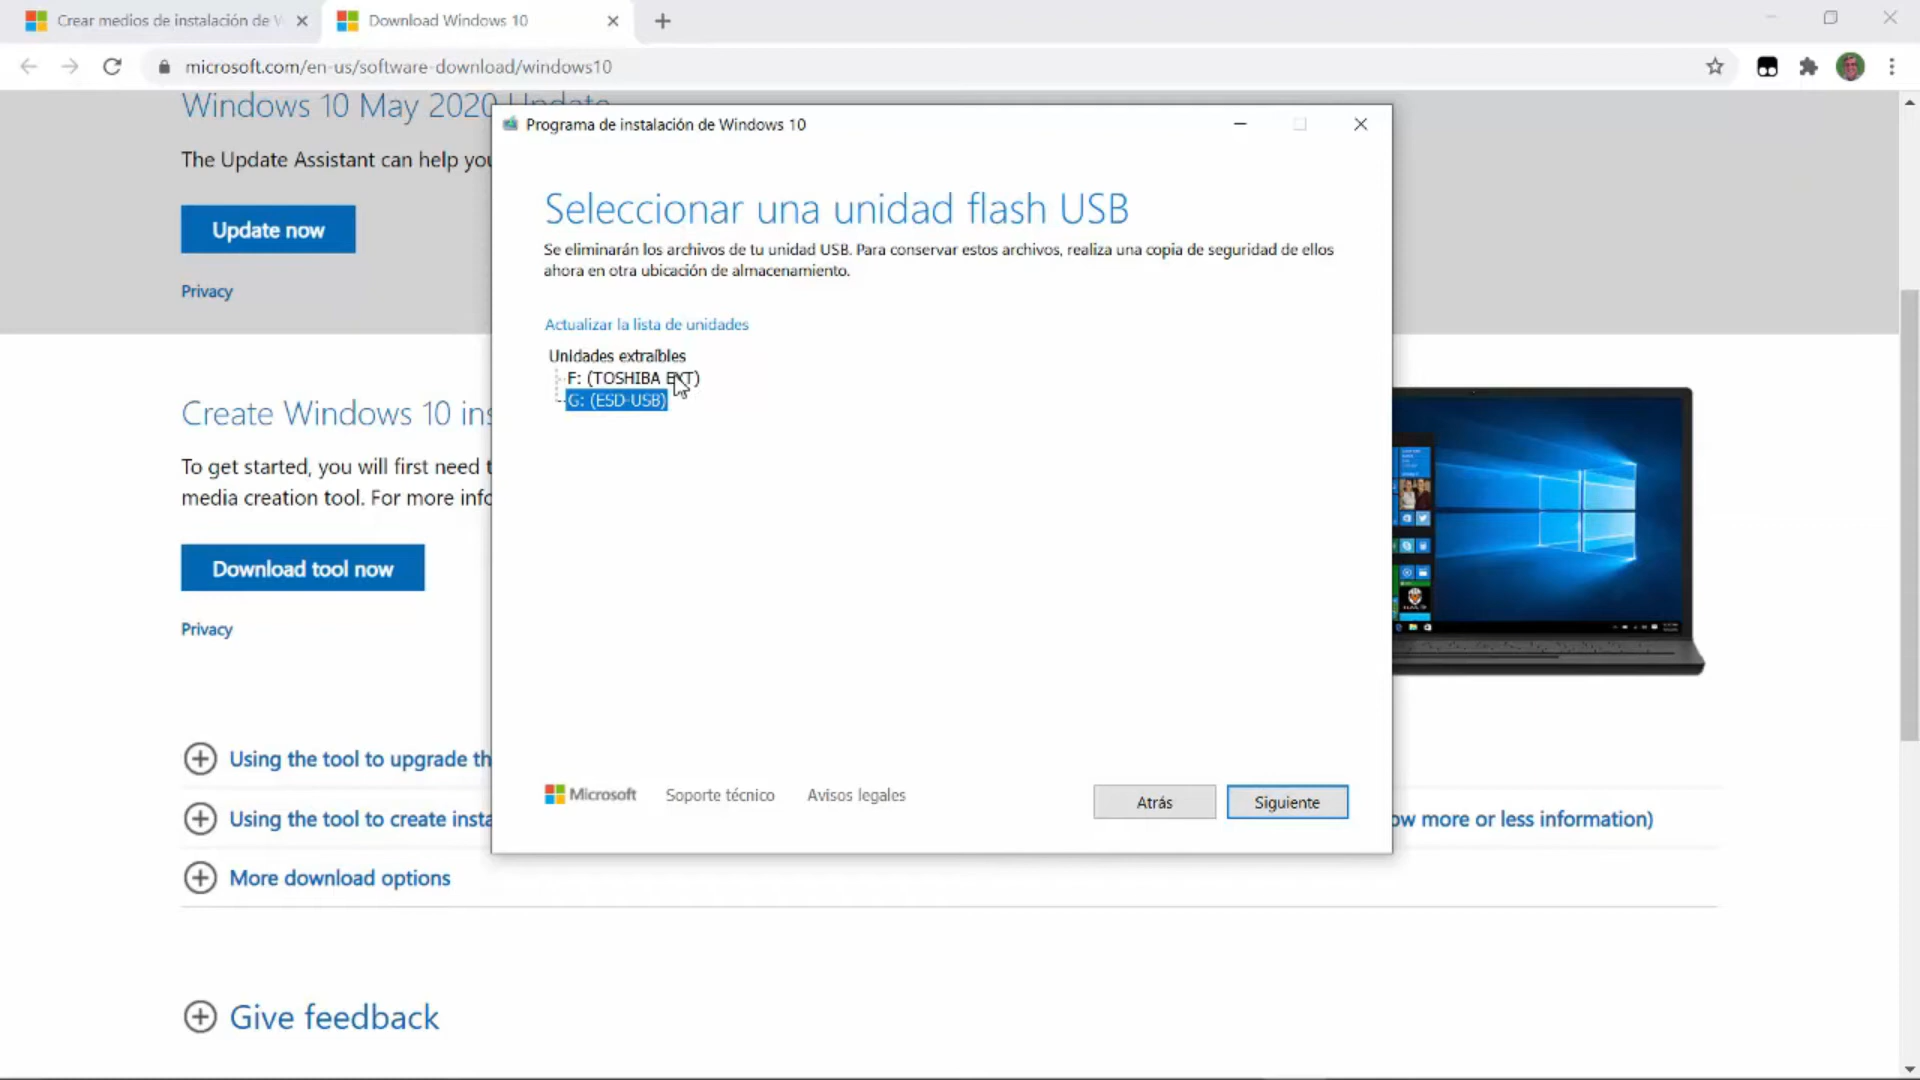 Crear medios de instalación de W
Download Windows 10
microsoft.com/en-us/software-download/windows10
Windows 10 May 2020 Update
The Update Assistant can help you
Update now
Privacy
Create Windows 10 ins
To get started, you will first need t
media creation tool. For more info
Download tool now
Privacy
Using the tool to upgrade th
Using the tool to create insta
ow more or less information)
More download options
Give feedback
Programa de instalación de Windows 10
Seleccionar una unidad flash USB
Se eliminarán los archivos de tu unidad USB. Para conservar estos archivos, realiza una copia de seguridad de ellos
ahora en otra ubicación de almacenamiento.
Actualizar la lista de unidades
Unidades extraíbles
F: (TOSHIBA EXT)
G: (ESD-USB)
Microsoft
Soporte técnico
Avisos legales
Atrás
Siguiente